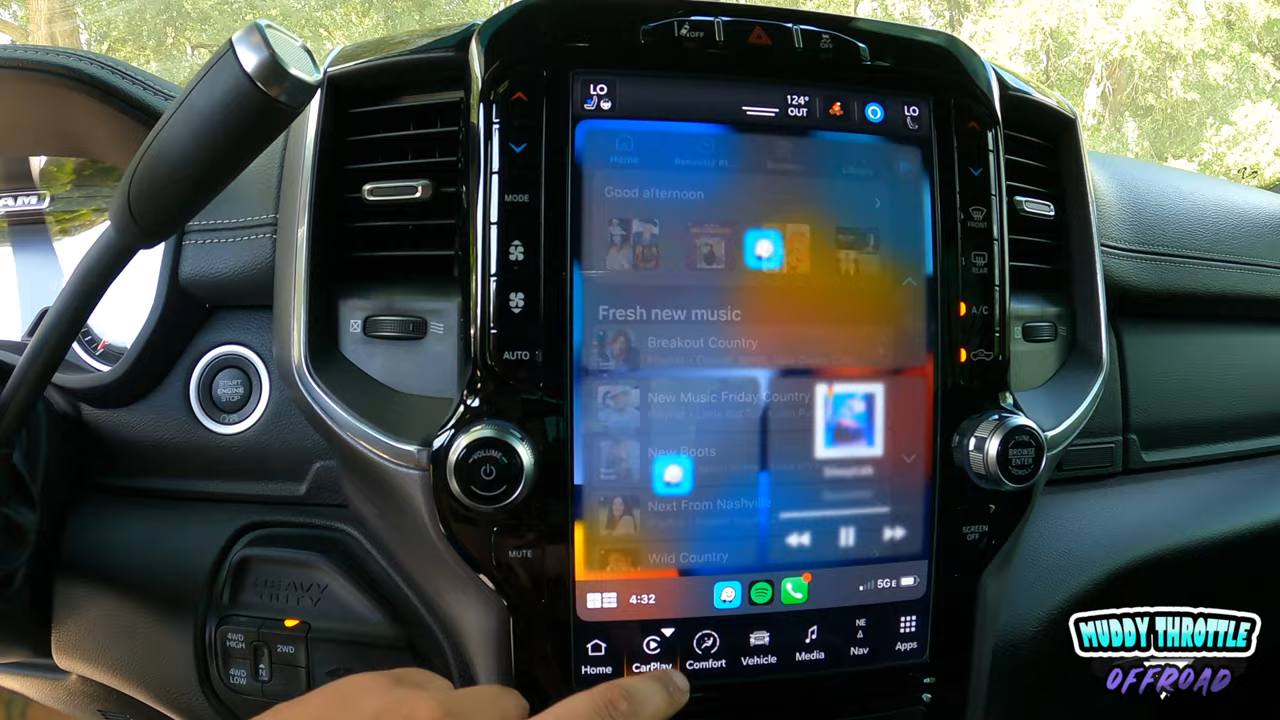 OFF
OFF
LO
124°
OUT
LO
Home
Good afternoon
Fresh new music
Breakout Country
New Music Friday Country
New Boots
Next From Nashville
Wild Country
4:32
5G E
Home
CarPlay
Comfort
Vehicle
Media
NE
Nav
Apps
MODE
AUTO
VOLUME
MUTE
FRONT
REAR
A/C
BROWSE
ENTER
SCREEN
OFF
RAM
START
ENGINE
STOP
HEAVY
DUTY
4WD
HIGH
2WD
4WD
LOW
N
MUDDY THROTTLE
OFFROAD